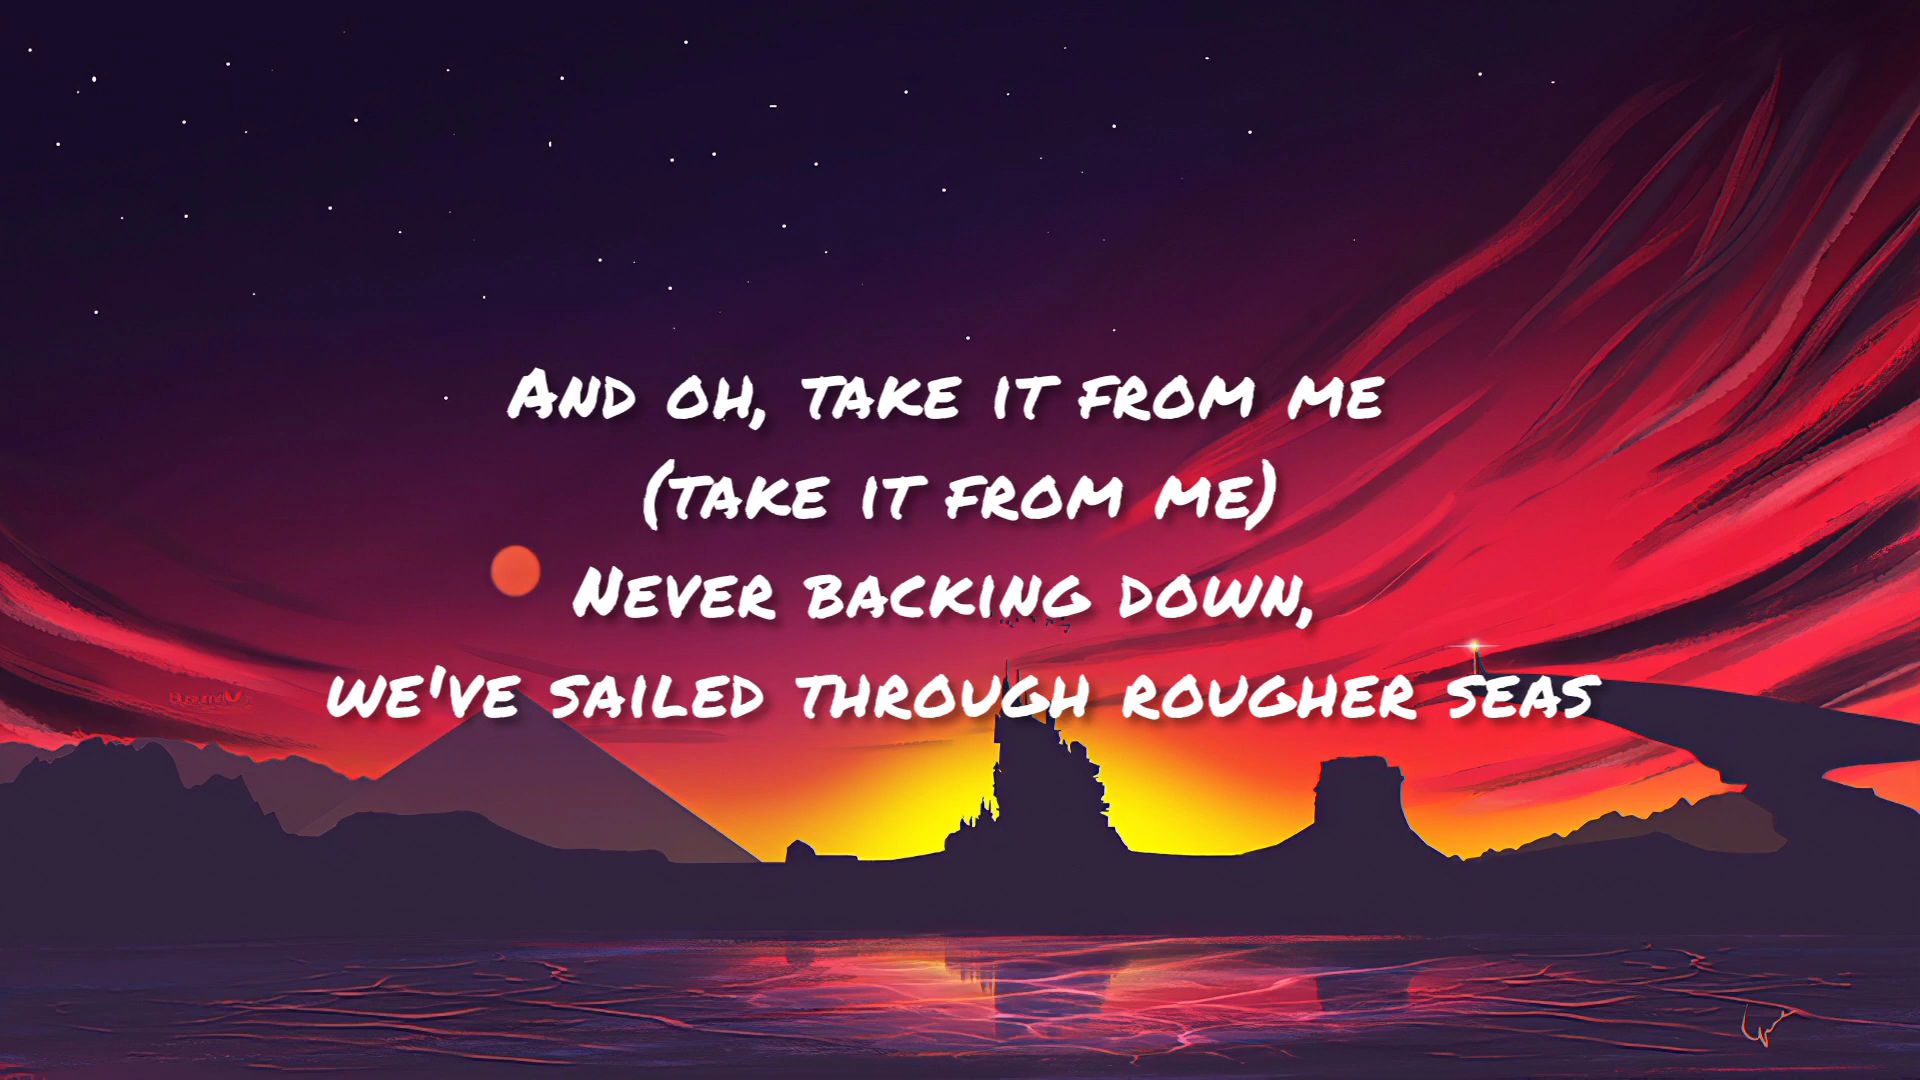 And oh, take it from me
(take it from me)
Never backing down,
we've sailed through rougher seas